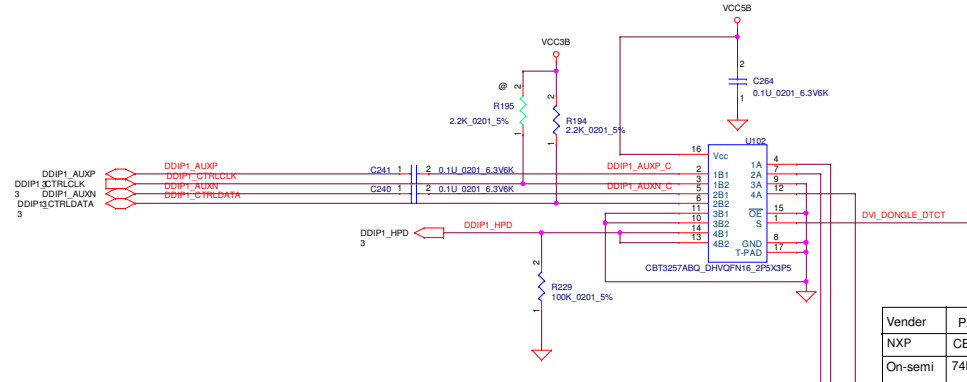 VCC5B
VCC3B
2
C264
0.1U_0201_6.3V6K
1
@
2
2
R195
2.2K_0201_5%
R194
2.2K_0201_5%
1
1
U102
16
Vcc
1A
4
DDIP1_AUXP
DDIP1_AUXP
C241
1
2
0.1U_0201_6.3V6K
DDIP1_AUXP_C
2
1B1
2A
7
DDIP1_CTRLCLK
3
DDIP1_CTRLCLK
3
1B2
3A
9
DDIP1_AUXN
3
DDIP1_AUXN
C240
1
2
0.1U_0201_6.3V6K
DDIP1_AUXN_C
5
2B1
4A
12
DDIP1_CTRLDATA
3
DDIP1_CTRLDATA
6
2B2
11
3B1
OE
15
10
3B2
S
1
DVI_DONGLE_DTCT
DDIP1_HPD
3
DDIP1_HPD
14
4B1
13
4B2
GND
8
T-PAD
17
CBT3257ABQ_DHVQFN16_2P5X3P5
2
R229
100K_0201_5%
1
Vender
NXP
On-semi